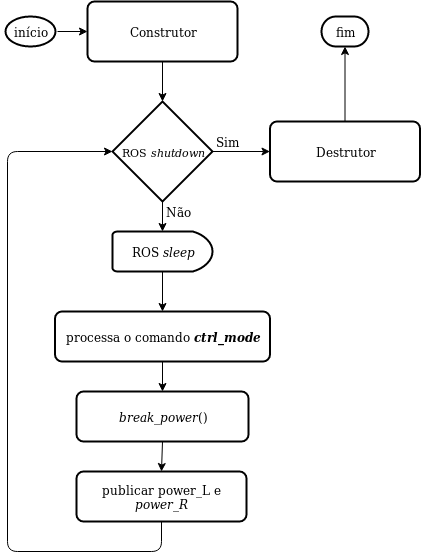 início
Construtor
fim
ROS shutdown
Sim
Destrutor
Não
ROS sleep
processa o comando ctrl_mode
break_power()
publicar power_L e
power_R